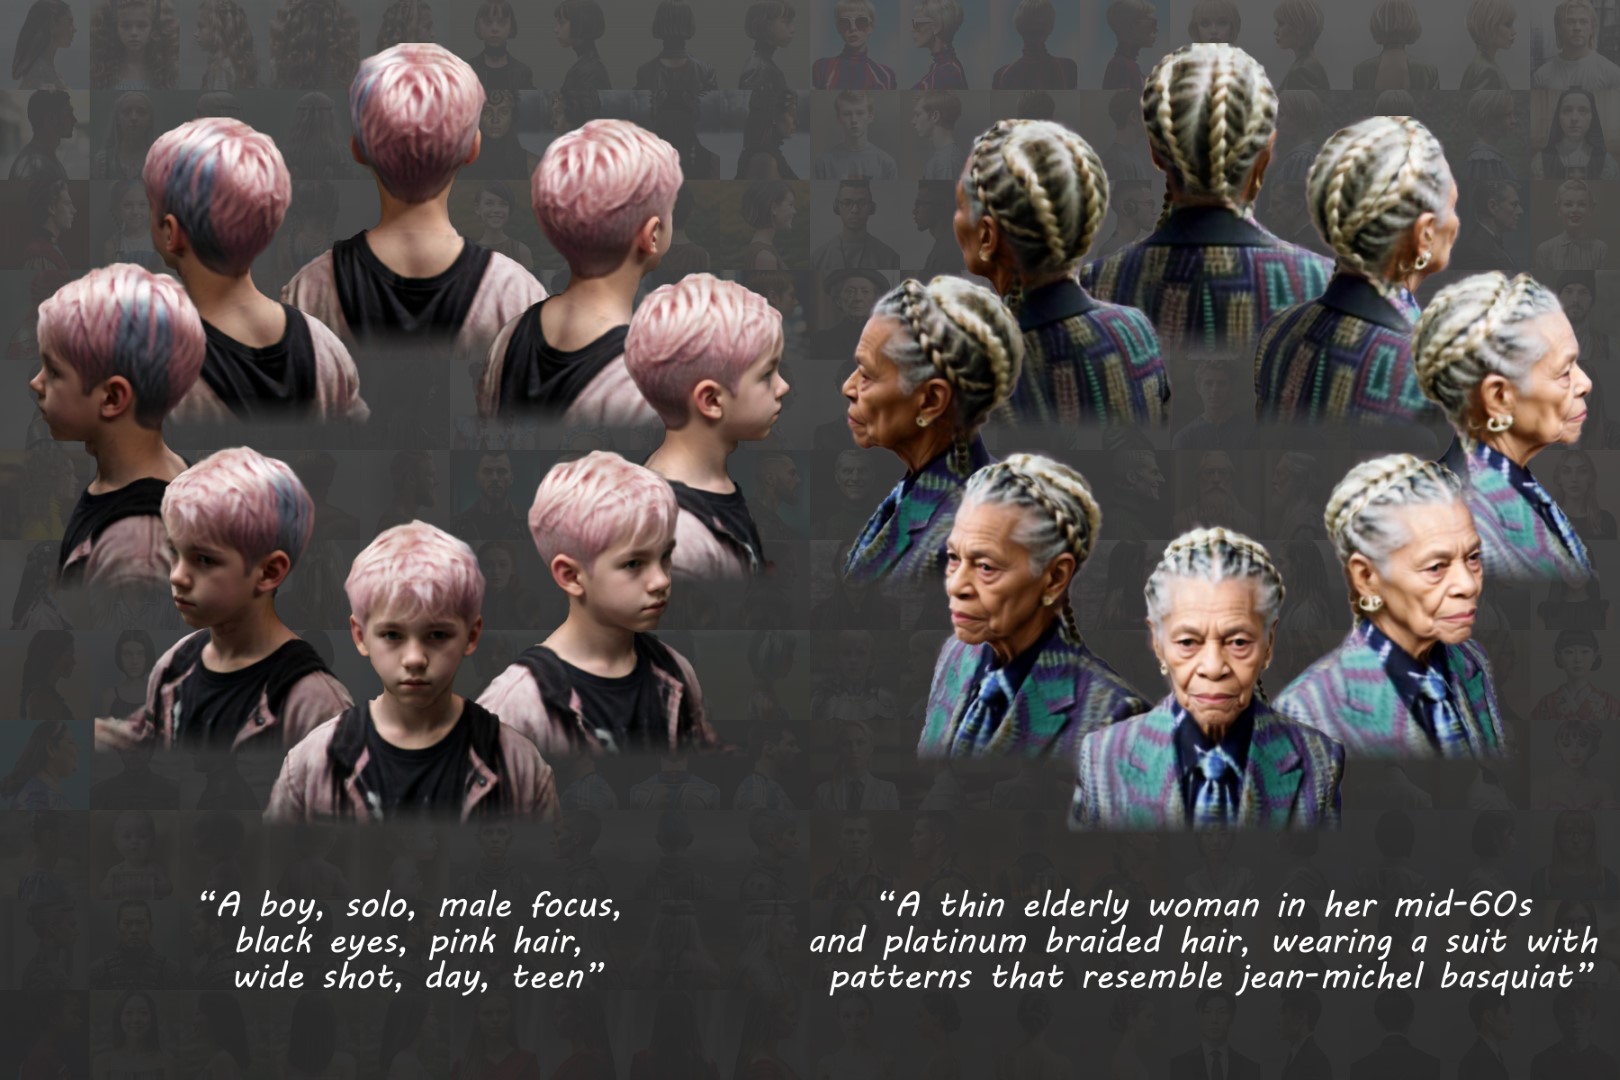 “A boy, solo, male focus,
black eyes, pink hair,
wide shot, day, teen”
“A thin elderly woman in her mid-60s
and platinum braided hair, wearing a suit with
patterns that resemble jean-michel basquiat”